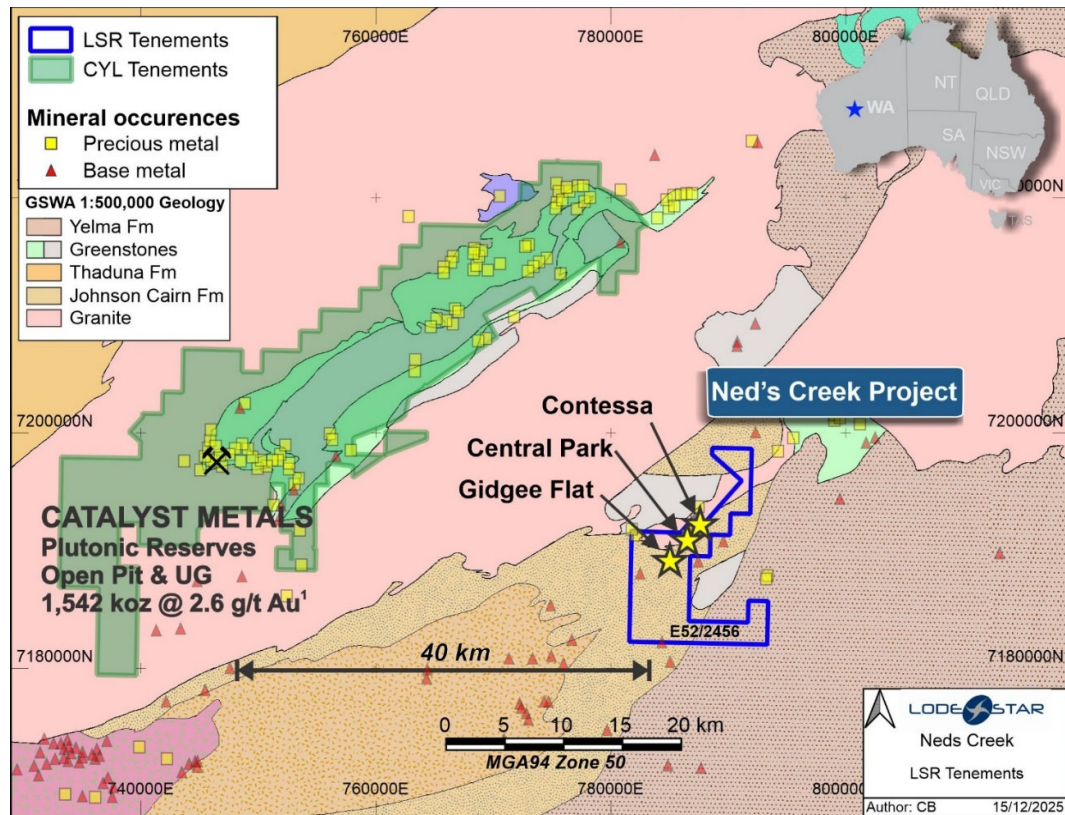 LSR Tenements
CYL Tenements
Mineral occurences
Precious metal
Base metal
GSWA 1:500,000 Geology
Yelma Fm
Greenstones
Thaduna Fm
Johnson Cairn Fm
Granite
760000E
780000E
800000E
WA
NT
QLD
SA
NSW
VIC
TAS
0000N
7200000N
7200000N
Ned's Creek Project
Contessa
Central Park
Gidgee Flat
CATALYST METALS
Plutonic Reserves
Open Pit & UG
1,542 koz @ 2.6 g/t Au¹
E52/2456
7180000N
7180000N
40 km
0 5 10 15 20 km
MGA94 Zone 50
740000E
760000E
780000E
LODESTAR
Neds Creek
LSR Tenements
Author: CB 15/12/2025